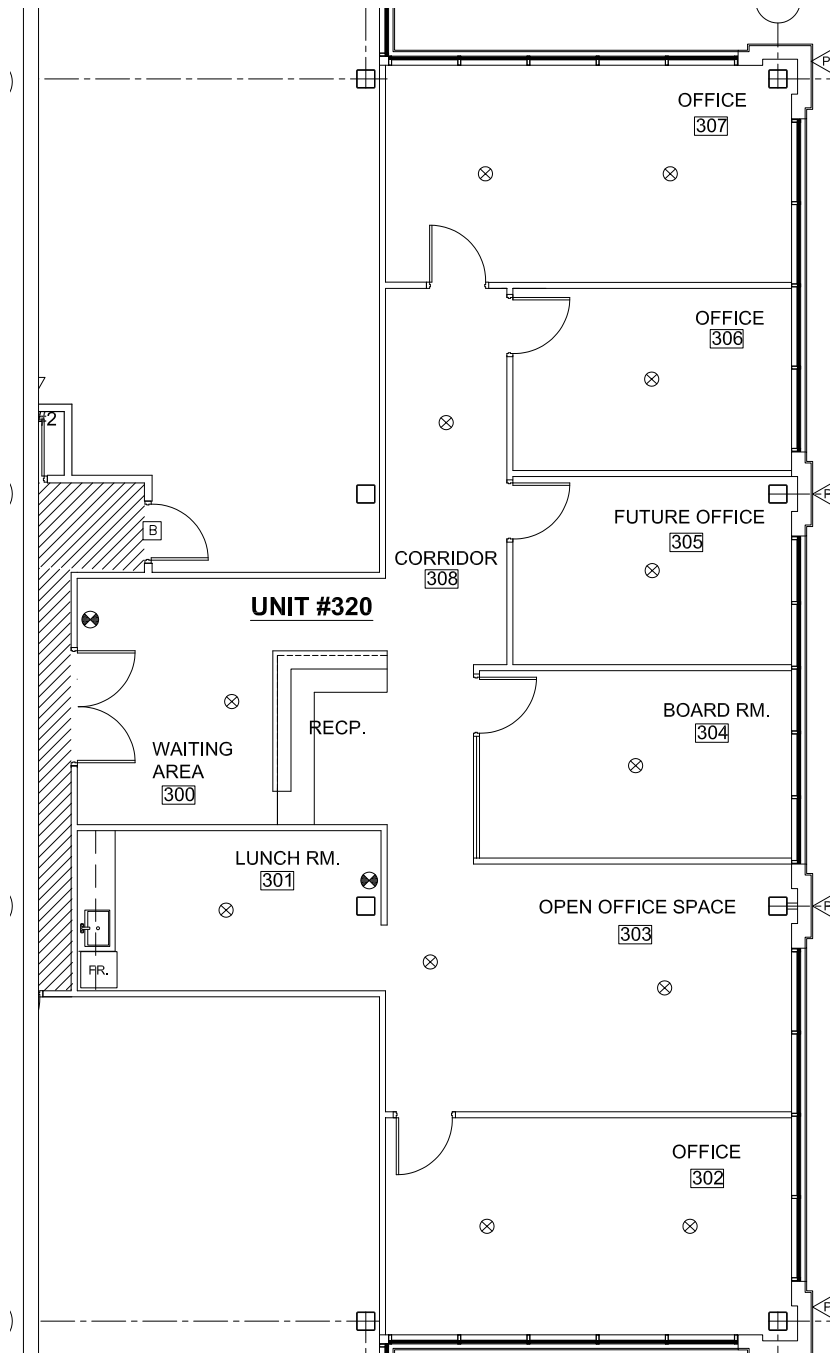 OFFICE
307
OFFICE
306
#2
B
FUTURE OFFICE
305
CORRIDOR
308
UNIT #320
RECP.
BOARD RM.
304
WAITING
AREA
300
LUNCH RM.
301
OPEN OFFICE SPACE
303
FR.
OFFICE
302